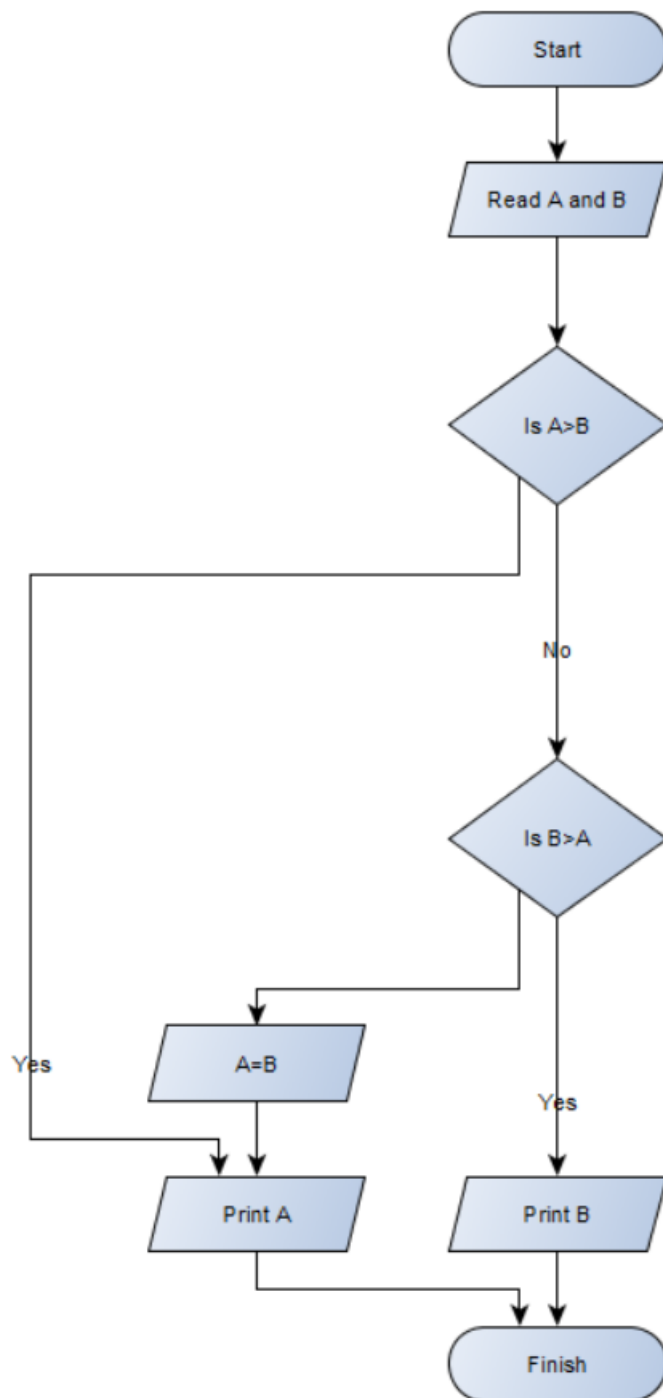 Start
Read A and B
Is A>B
No
Is B>A
A=B
Yes
Yes
Print A
Print B
Finish